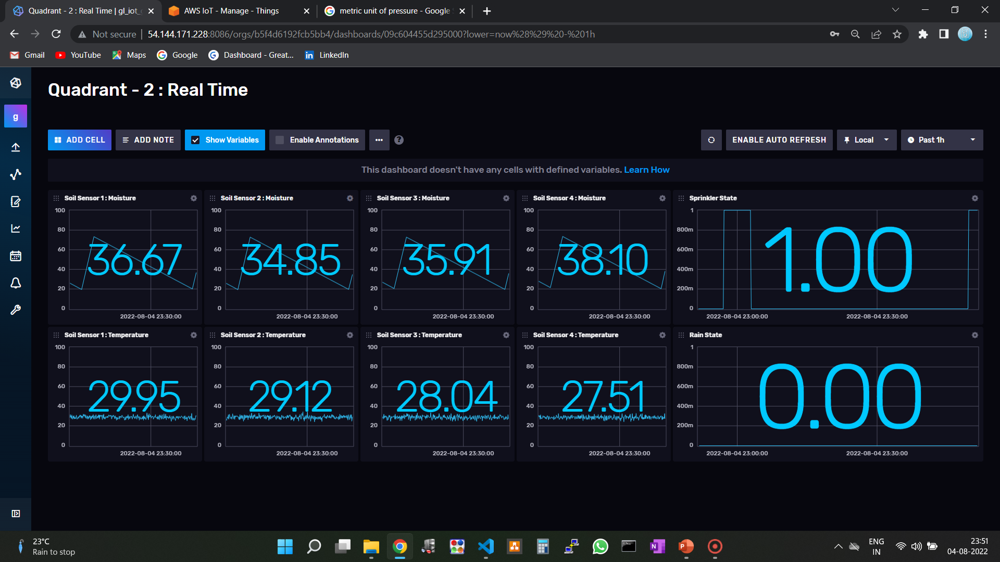 Quadrant - 2 : Real Time | gl_iot_
AWS IoT - Manage - Things
metric unit of pressure - Google
Not secure | 54.144.171.228:8086/orgs/b5f4d6192fcb5bb4/dashboards/09c604455d295000?lower=now%28%29%20-%201h
Gmail YouTube Maps Google Dashboard - Great... LinkedIn
Quadrant - 2 : Real Time
g
ADD CELL ADD NOTE Show Variables Enable Annotations ... ? ENABLE AUTO REFRESH Local Past 1h
This dashboard doesn't have any cells with defined variables. Learn How
Soil Sensor 1 : Moisture
100
80
60
40
20
0
36.67
2022-08-04 23:30:00
Soil Sensor 2 : Moisture
100
80
60
40
20
0
34.85
2022-08-04 23:30:00
Soil Sensor 3 : Moisture
100
80
60
40
20
0
35.91
2022-08-04 23:30:00
Soil Sensor 4 : Moisture
100
80
60
40
20
0
38.10
2022-08-04 23:30:00
Sprinkler State
1
800m
600m
400m
200m
0
1.00
2022-08-04 23:00:00 2022-08-04 23:30:00
Soil Sensor 1 : Temperature
100
80
60
40
20
0
29.95
2022-08-04 23:30:00
Soil Sensor 2 : Temperature
100
80
60
40
20
0
29.12
2022-08-04 23:30:00
Soil Sensor 3 : Temperature
100
80
60
40
20
0
28.04
2022-08-04 23:30:00
Soil Sensor 4 : Temperature
100
80
60
40
20
0
27.51
2022-08-04 23:30:00
Rain State
1
800m
600m
400m
200m
0
0.00
2022-08-04 23:00:00 2022-08-04 23:30:00
23°C
Rain to stop
ENG
IN
23:51
04-08-2022